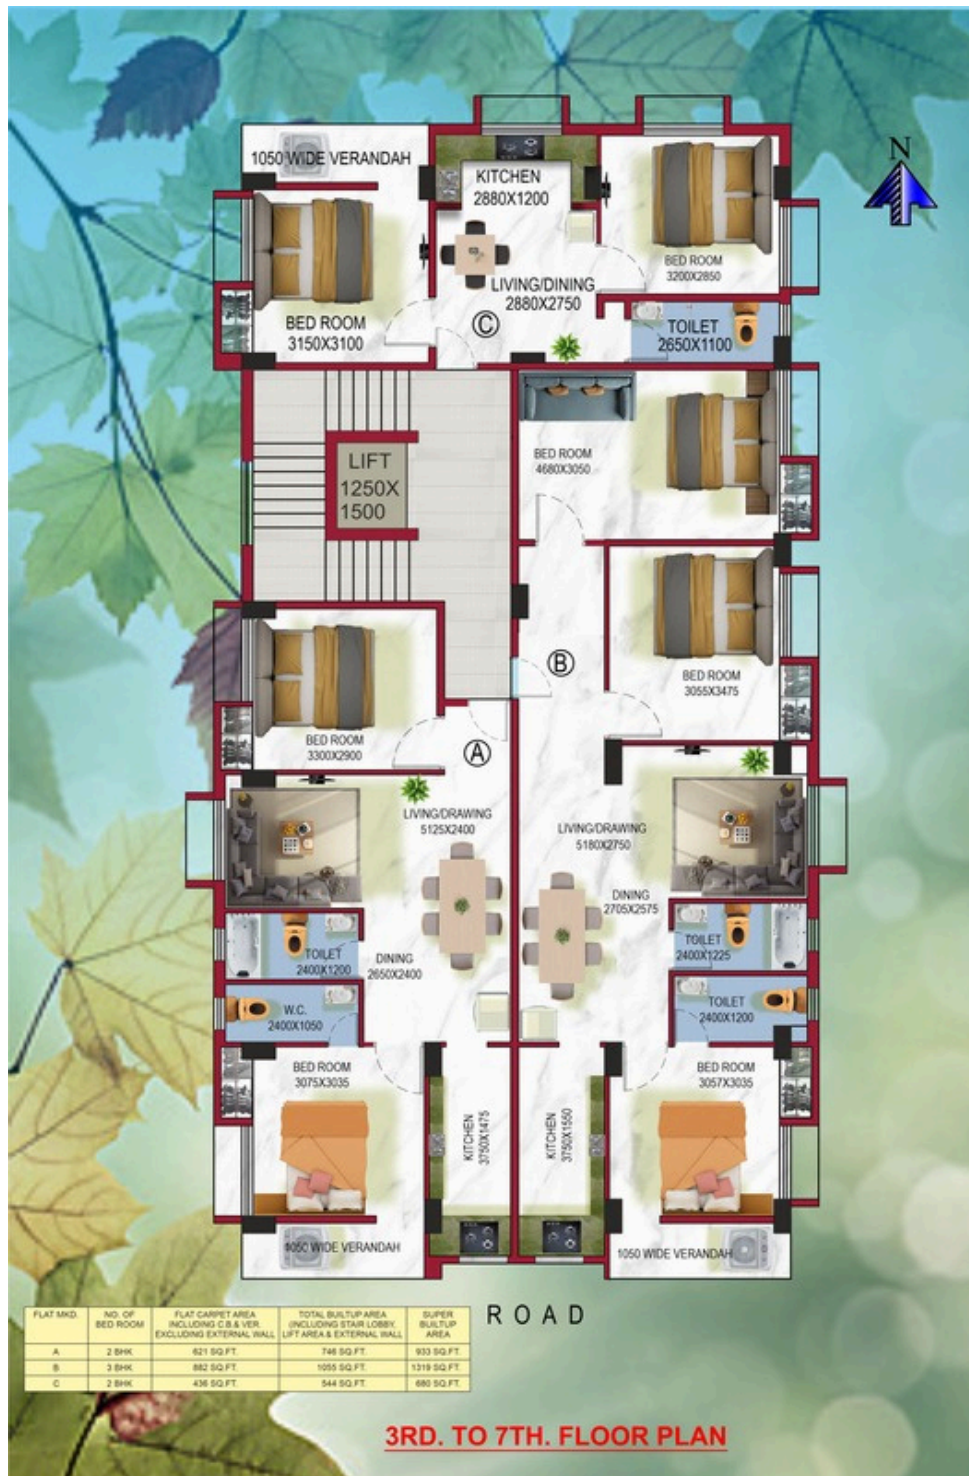 N
1050 WIDE VERANDAH
KITCHEN
2880X1200
BED ROOM
3200X2850
LIVING/DINING
2880X2750
BED ROOM
3150X3100
C
TOILET
2650X1100
LIFT
1250X
1500
BED ROOM
4680X3050
B
BED ROOM
3055X3475
BED ROOM
3300X2900
A
LIVING/DRAWING
5125X2400
LIVING/DRAWING
5180X2750
DINING
2705X2575
TOILET
2400X1200
DINING
2650X2400
TOILET
2400X1225
W.C.
2400X1050
TOILET
2400X1200
BED ROOM
3075X3035
BED ROOM
3057X3035
KITCHEN
3750X1475
KITCHEN
3750X1550
1050 WIDE VERANDAH
1050 WIDE VERANDAH
ROAD
FLAT MKD. NO. OF BED ROOM FLAT CARPET AREA INCLUDING C.B.& VER. EXCLUDING EXTERNAL WALL TOTAL BUILTUP AREA (INCLUDING STAIR LOBBY, LIFT AREA & EXTERNAL WALL SUPER BUILTUP AREA
A 2 BHK 621 SQ.FT. 746 SQ.FT. 933 SQ.FT.
B 3 BHK 882 SQ.FT. 1055 SQ.FT. 1319 SQ.FT.
C 2 BHK 436 SQ.FT. 544 SQ.FT. 680 SQ.FT.
3RD. TO 7TH. FLOOR PLAN